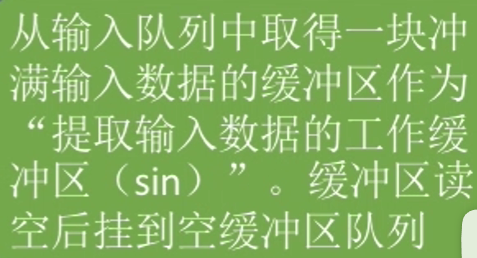 从输入队列中取得一块冲
满输入数据的缓冲区作为
“提取输入数据的工作缓
冲区（sin）”。缓冲区读
空后挂到空缓冲区队列